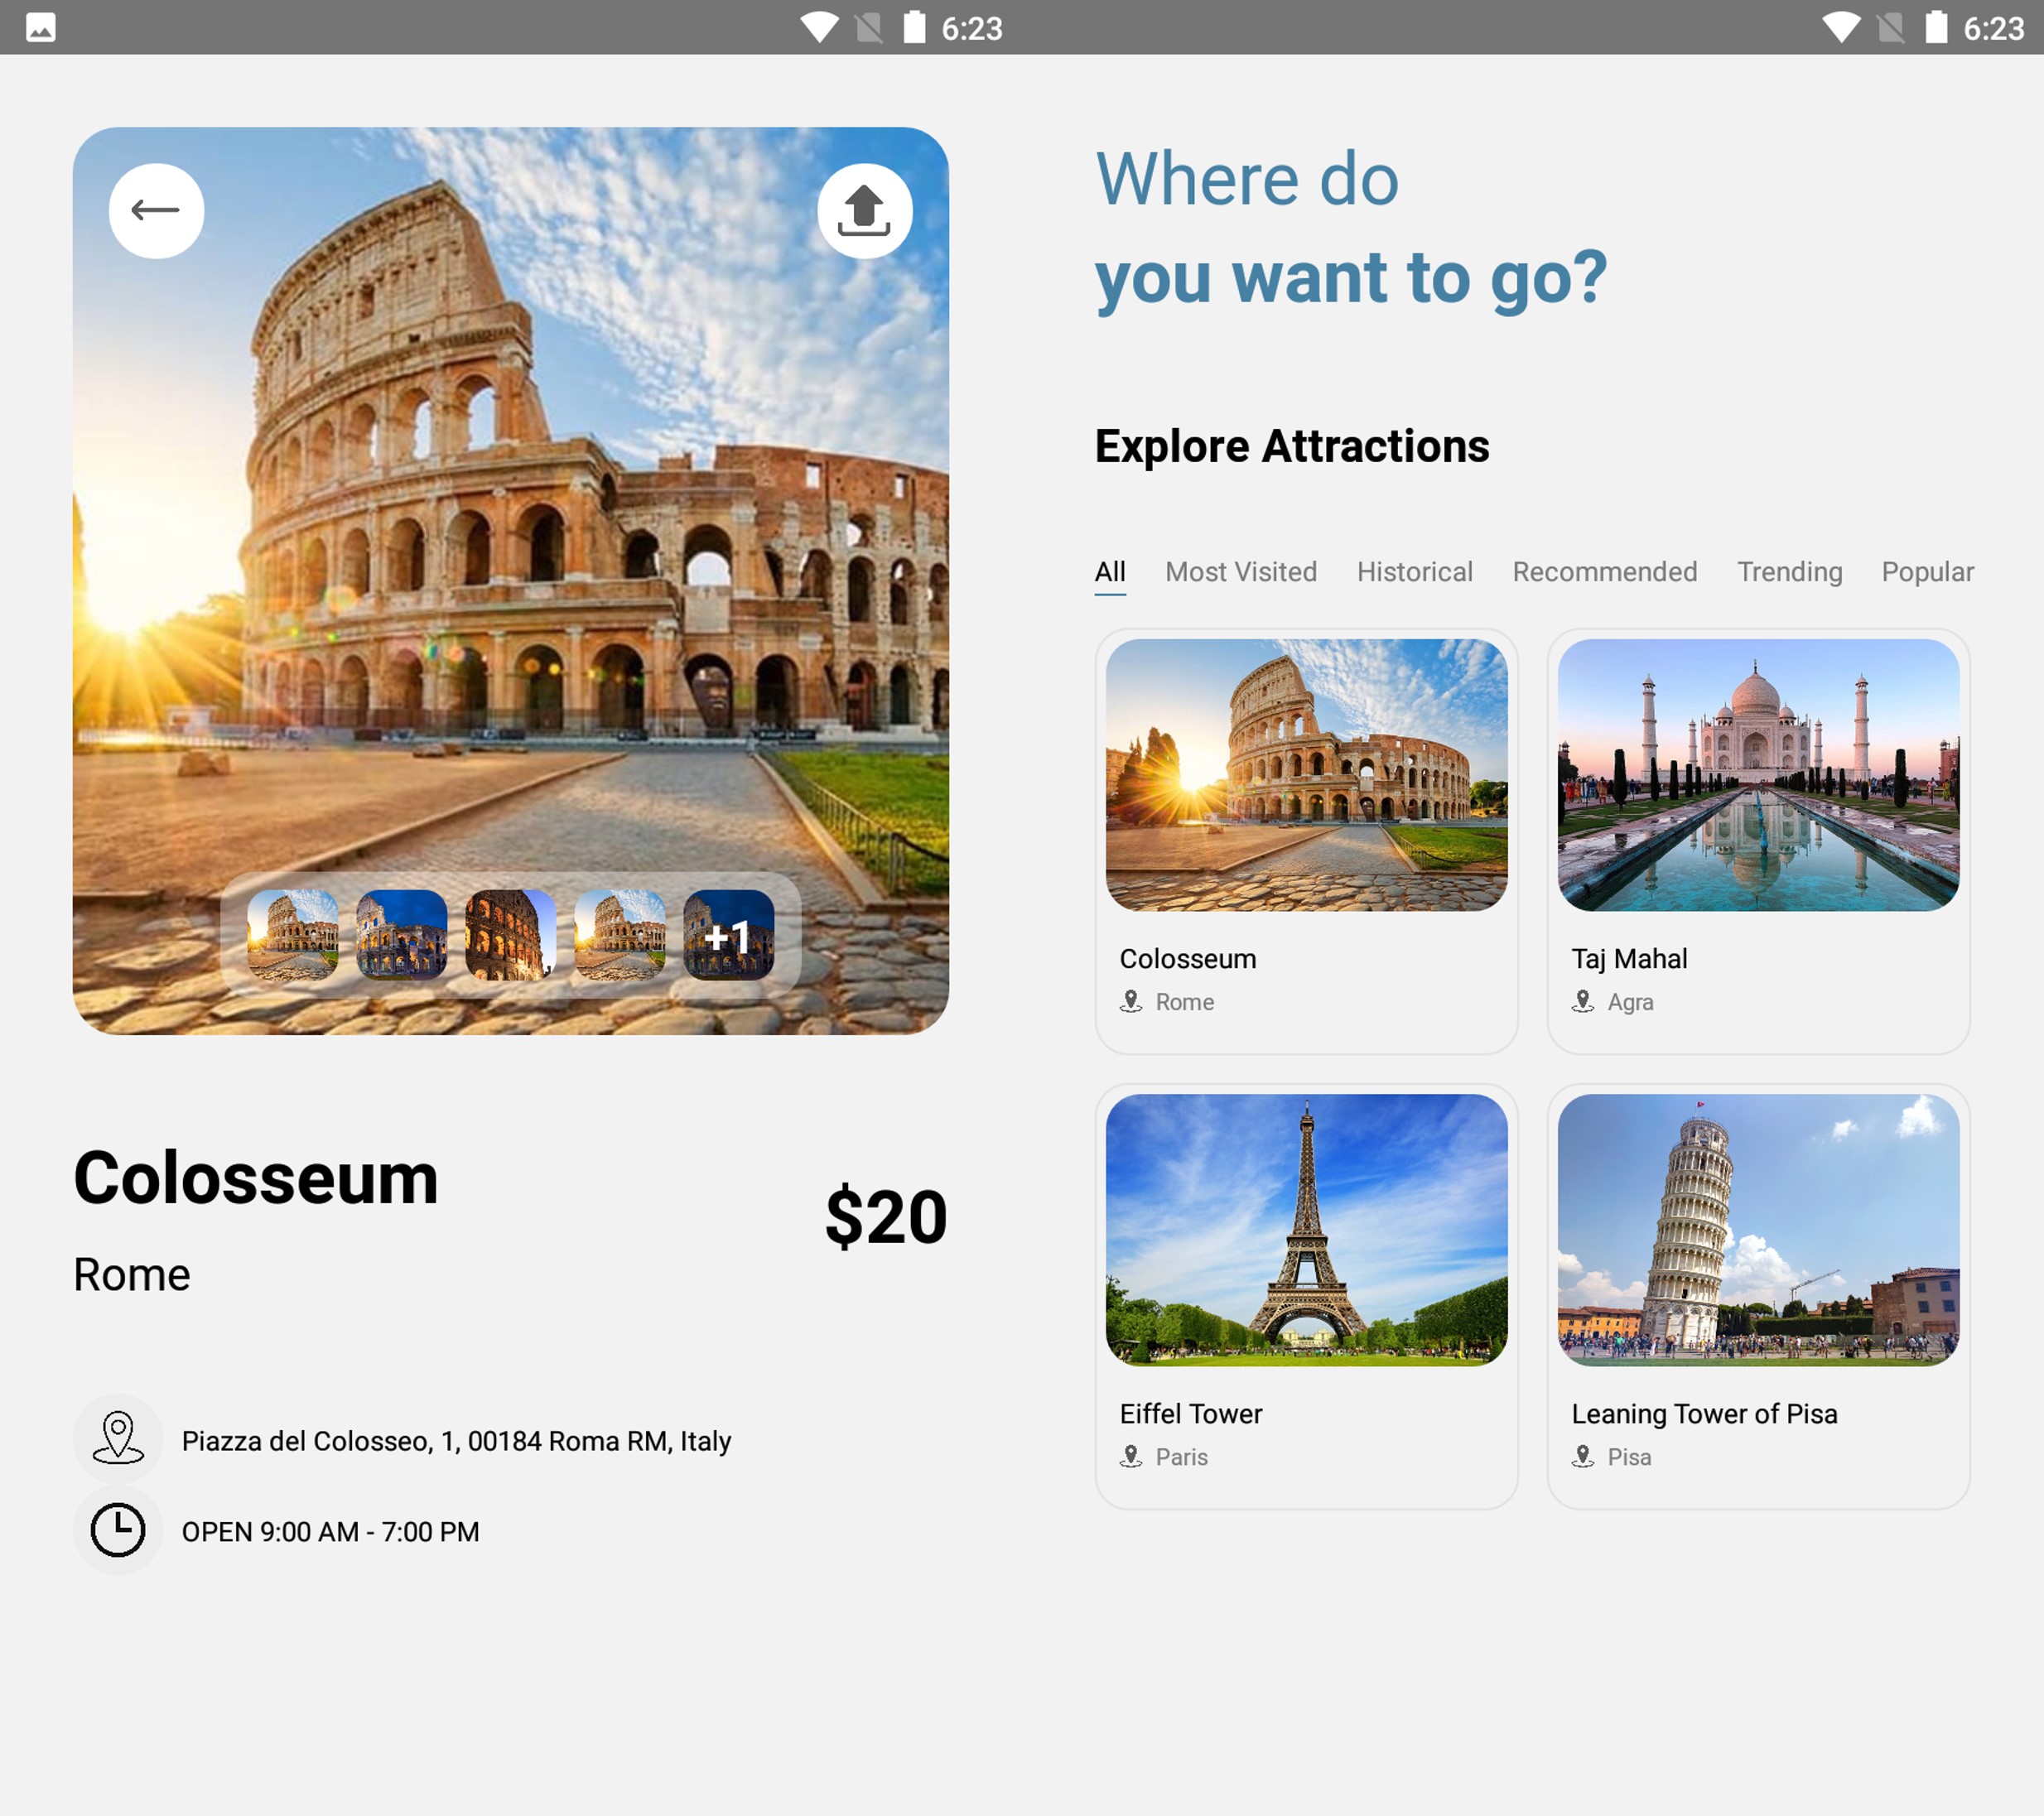 6:23
+1
Colosseum
$20
Rome
Piazza del Colosseo, 1, 00184 Roma RM, Italy
OPEN 9:00 AM - 7:00 PM
6:23
Where do
you want to go?
Explore Attractions
All Most Visited Historical Recommended Trending Popular
Colosseum
Rome
Taj Mahal
Agra
Eiffel Tower
Paris
Leaning Tower of Pisa
Pisa